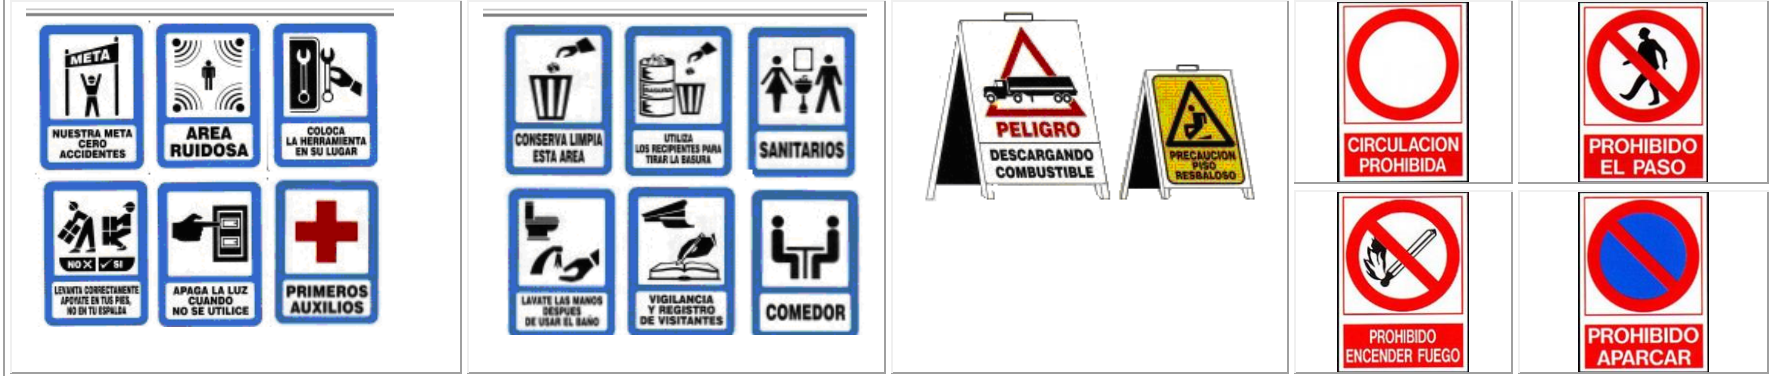 META
NUESTRA META
CERO
ACCIDENTES
AREA
RUIDOSA
COLOCA
LA HERRAMIENTA
EN SU LUGAR
NO X ✓ SI
LEVANTA CORRECTAMENTE
APOYATE EN TUS PIES,
NO EN TU ESPALDA
APAGA LA LUZ
CUANDO
NO SE UTILICE
PRIMEROS
AUXILIOS
CONSERVA LIMPIA
ESTA AREA
BASURA
UTILIZA
LOS RECIPIENTES PARA
TIRAR LA BASURA
SANITARIOS
LAVATE LAS MANOS
DESPUES
DE USAR EL BAÑO
VIGILANCIA
Y REGISTRO
DE VISITANTES
COMEDOR
PELIGRO
DESCARGANDO
COMBUSTIBLE
PRECAUCION
PISO
RESBALOSO
CIRCULACION
PROHIBIDA
PROHIBIDO
EL PASO
PROHIBIDO
ENCENDER FUEGO
PROHIBIDO
APARCAR